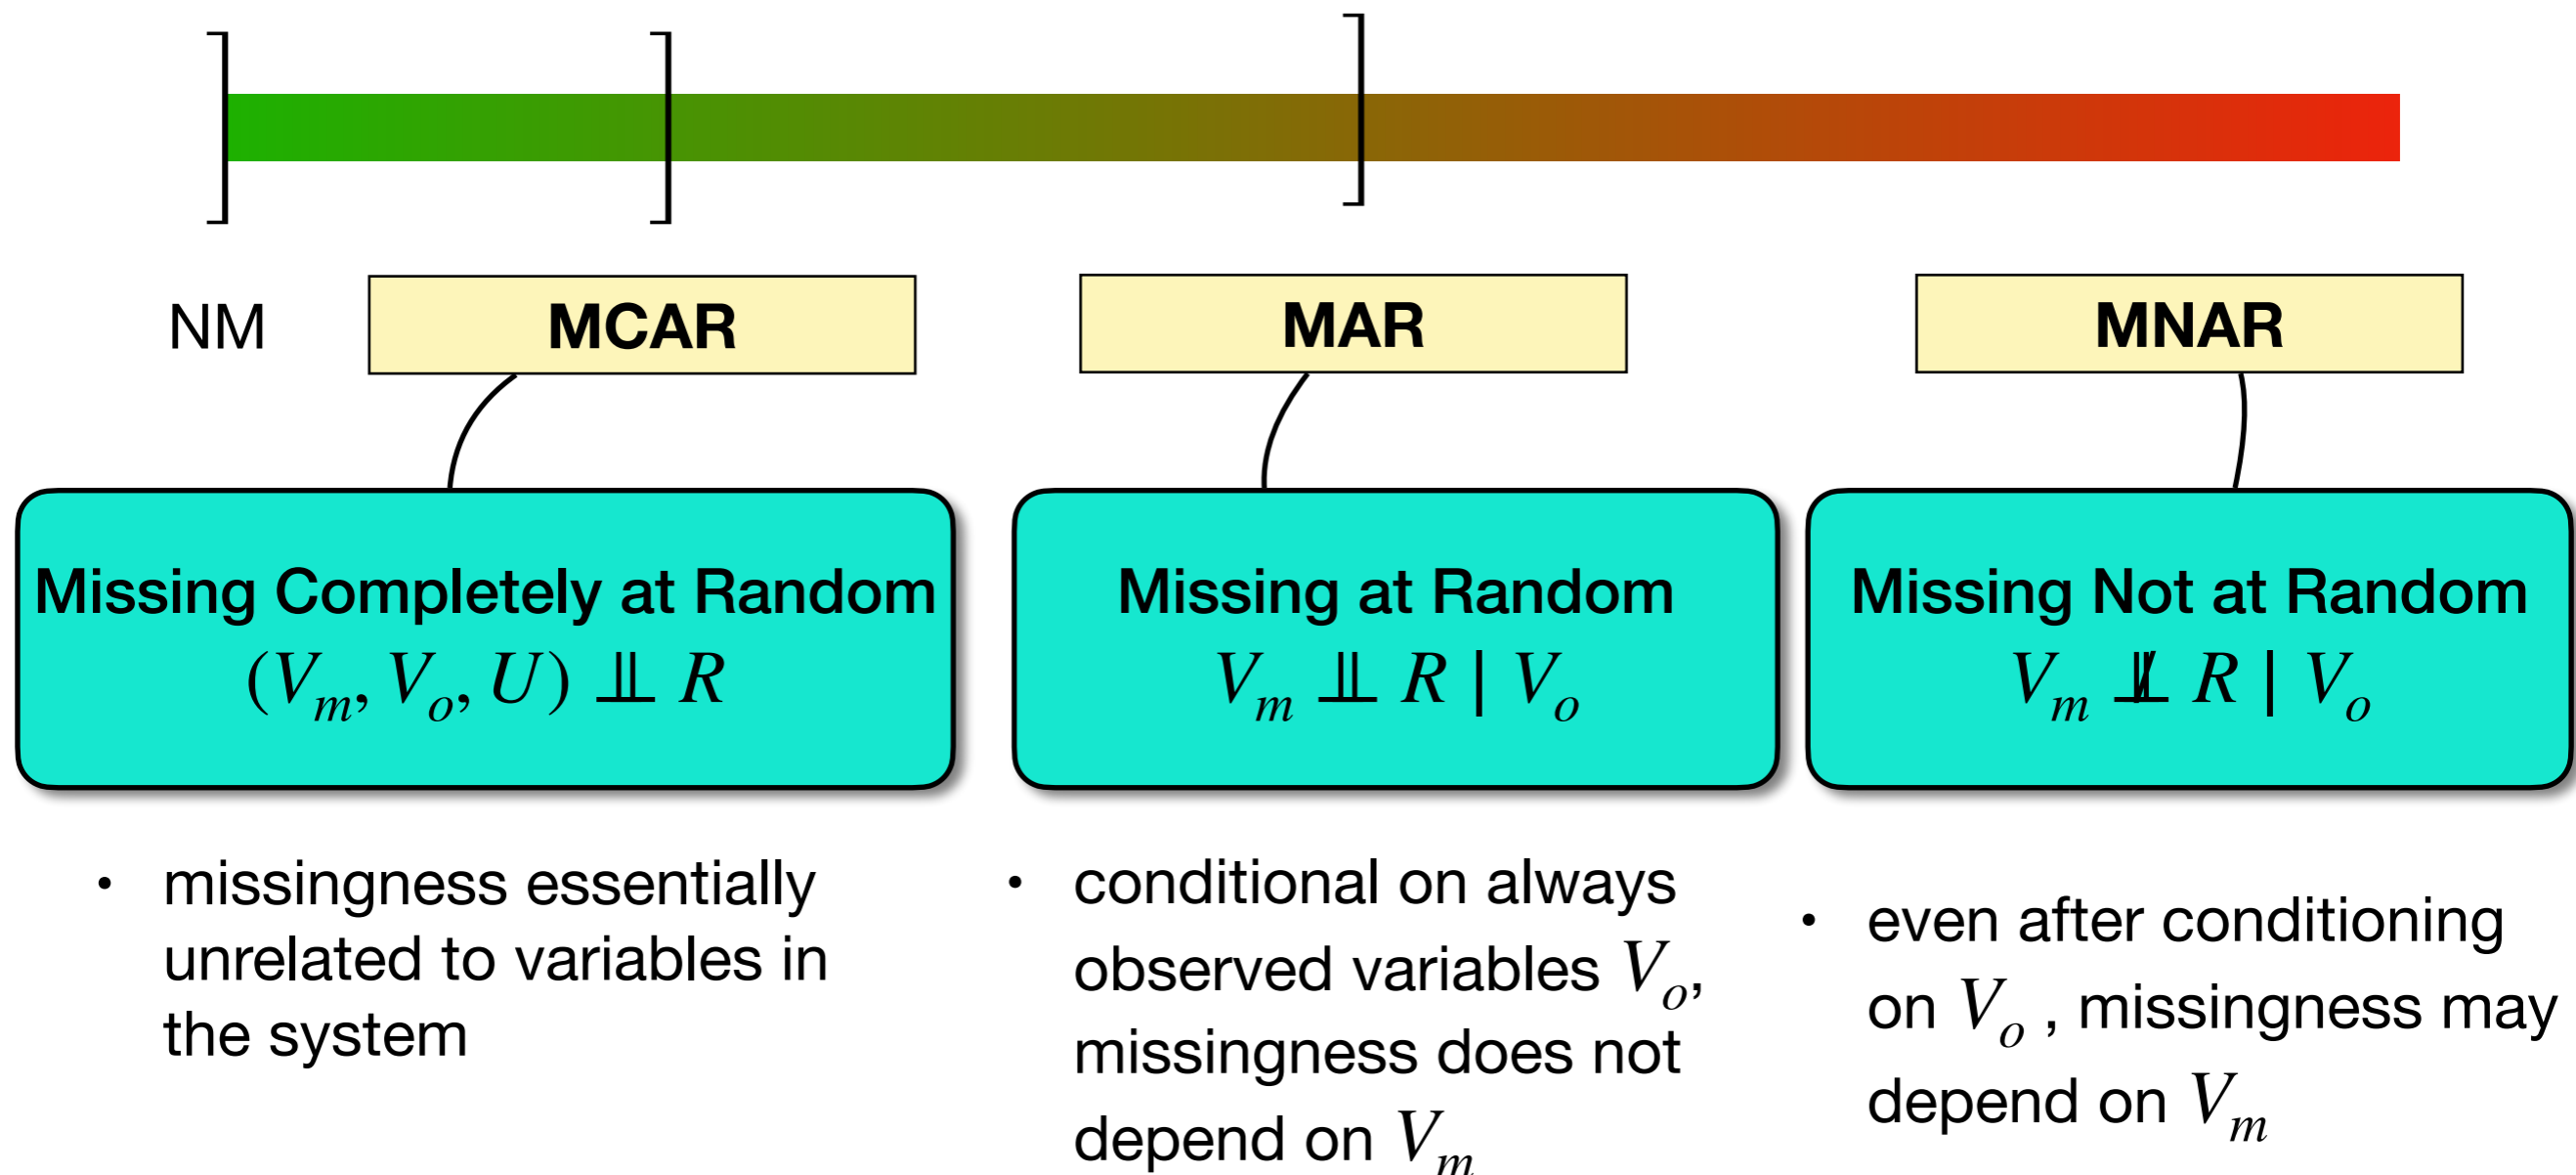 NM
MCAR
MAR
MNAR
Missing Completely at Random
(Vm, Vo, U) ⫫ R
Missing at Random
Vm ⫫ R | Vo
Missing Not at Random
Vm ⫫̸ R | Vo
• missingness essentially
unrelated to variables in
the system
• conditional on always
observed variables Vo,
missingness does not
depend on Vm
• even after conditioning
on Vo , missingness may
depend on Vm